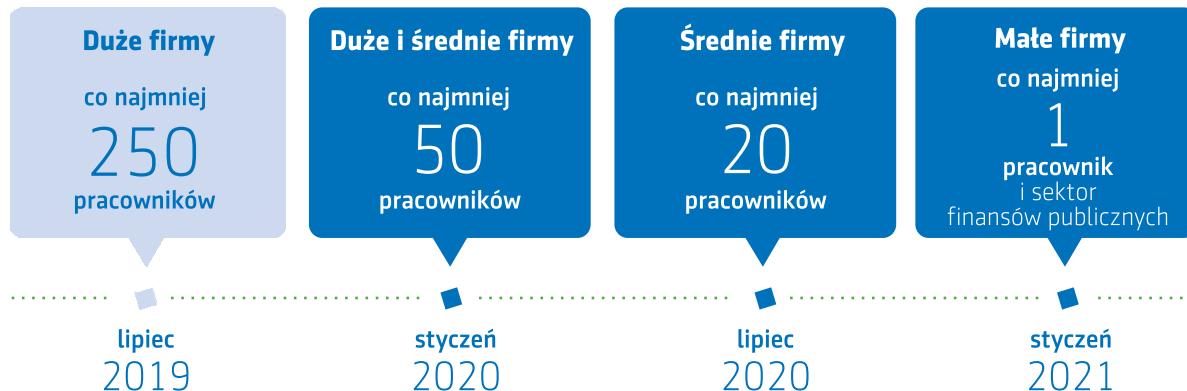 Duże firmy
co najmniej
250
pracowników
lipiec
2019
Duże i średnie firmy
co najmniej
50
pracowników
styczeń
2020
Średnie firmy
co najmniej
20
pracowników
lipiec
2020
Małe firmy
co najmniej
1
pracownik
i sektor
finansów publicznych
styczeń
2021